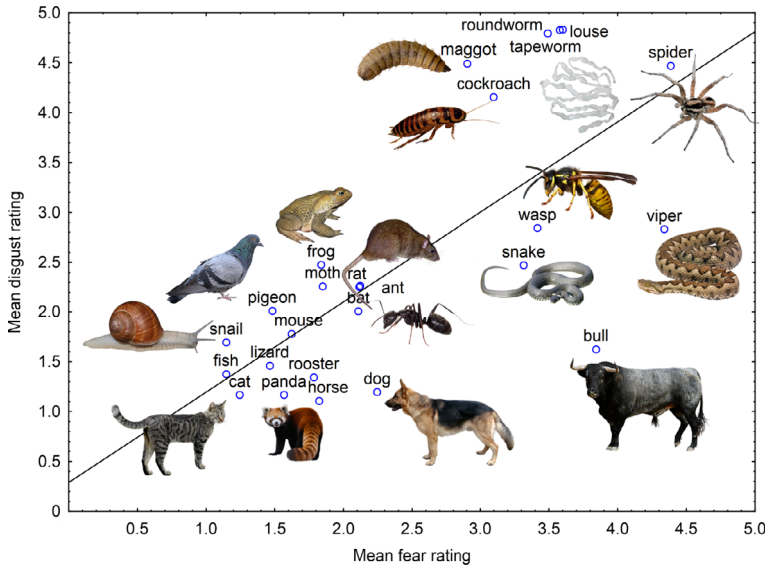 5.0
roundworm
louse
tapeworm
maggot
spider
4.5
cockroach
4.0
3.5
3.0
wasp
viper
2.5
frog
snake
moth rat
ant
bat
2.0
pigeon
mouse
snail
bull
1.5
fish
lizard
rooster
cat
panda
horse
dog
1.0
0.5
0
0.5 1.0 1.5 2.0 2.5 3.0 3.5 4.0 4.5 5.0
Mean fear rating
Mean disgust rating